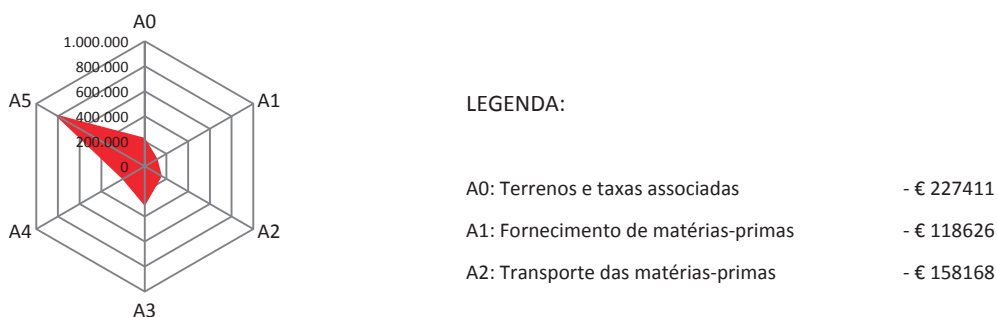 A0
1.000.000
800.000
A5
A1
600.000
LEGENDA:
400.000
200.000
0
A0: Terrenos e taxas associadas - € 227411
A4
A2
A1: Fornecimento de matérias-primas - € 118626
A2: Transporte das matérias-primas - € 158168
A3